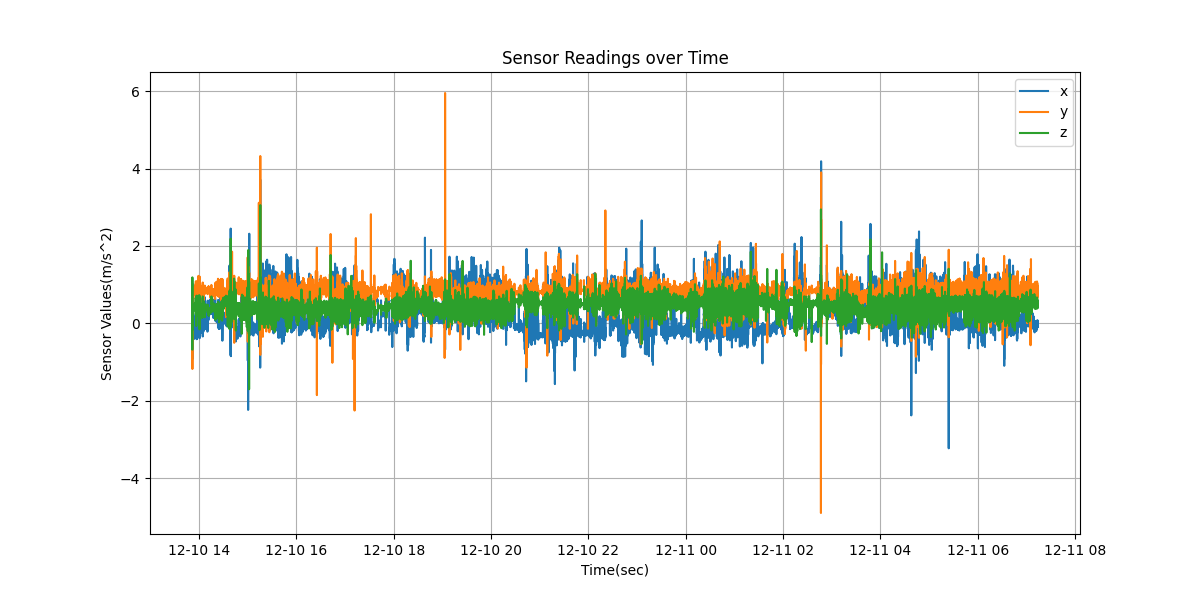 Sensor Readings over Time
x
y
z
Sensor Values(m/s^2)
6
4
2
0
−2
−4
12-10 14 12-10 16 12-10 18 12-10 20 12-10 22 12-11 00 12-11 02 12-11 04 12-11 06 12-11 08
Time(sec)